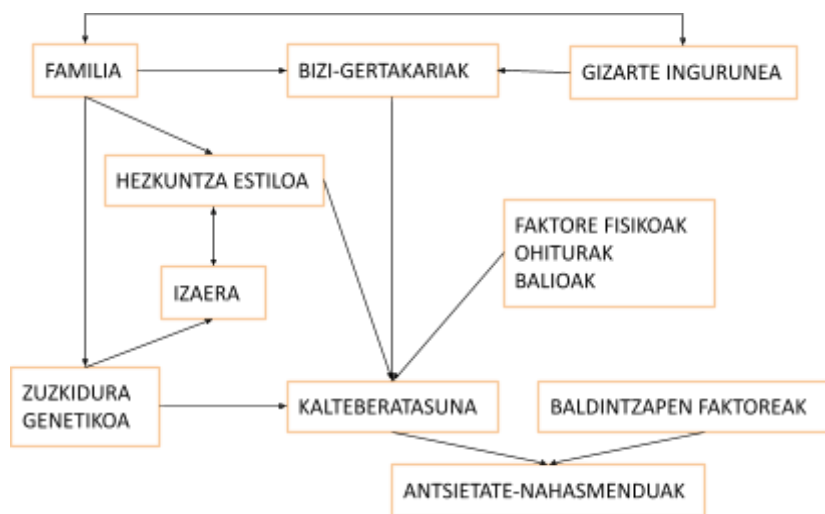 FAMILIA
BIZI-GERTAKARIAK
GIZARTE INGURUNEA
HEZKUNTZA ESTILOA
FAKTORE FISIKOAK
OHITURAK
BALIOAK
IZAERA
ZUZKIDURA
GENETIKOA
KALTEBERATASUNA
BALDINTZAPEN FAKTOREAK
ANTSIETATE-NAHASMENDUAK